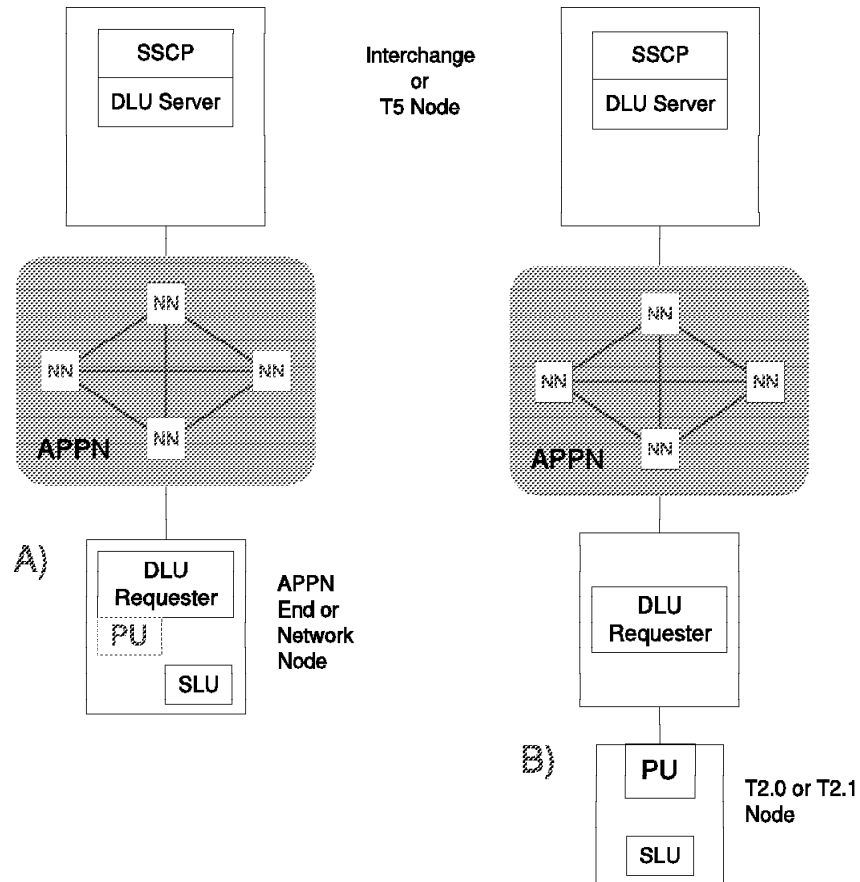 SSCP
DLU Server
Interchange
or
T5 Node
SSCP
DLU Server
NN
NN
NN
NN
APPN
NN
NN
NN
NN
APPN
A)
DLU
Requester
PU
SLU
APPN
End or
Network
Node
DLU
Requester
B)
PU
SLU
T2.0 or T2.1
Node